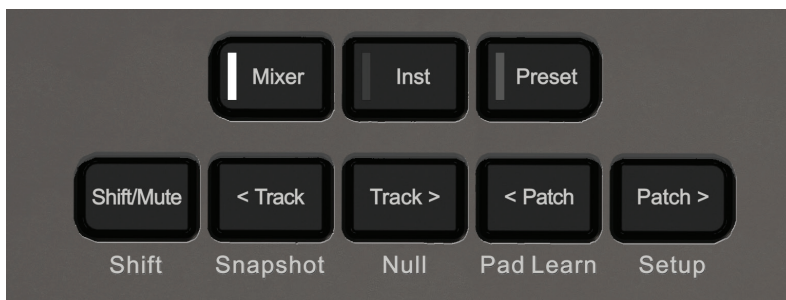 Mixer Inst Preset
Shift/Mute < Track Track > < Patch Patch >
Shift Snapshot Null Pad Learn Setup